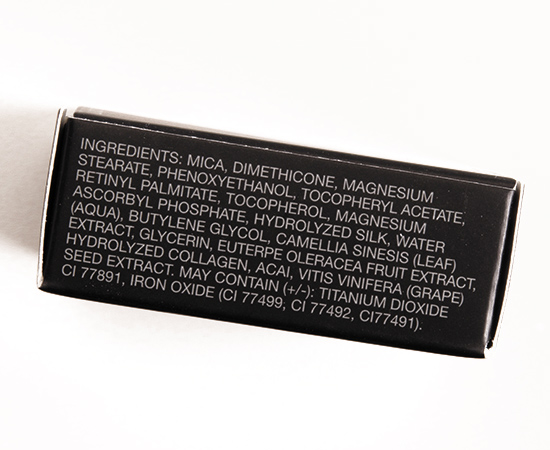 INGREDIENTS: MICA, DIMETHICONE, MAGNESIUM
STEARATE, PHENOXYETHANOL, TOCOPHERYL ACETATE,
RETINYL PALMITATE, TOCOPHEROL, MAGNESIUM
ASCORBYL PHOSPHATE, HYDROLYZED SILK, WATER
(AQUA), BUTYLENE GLYCOL, CAMELLIA SINESIS (LEAF)
EXTRACT, GLYCERIN, EUTERPE OLERACEA FRUIT EXTRACT,
HYDROLYZED COLLAGEN, ACAI, VITIS VINIFERA (GRAPE)
SEED EXTRACT. MAY CONTAIN (+/-): TITANIUM DIOXIDE
CI 77891, IRON OXIDE (CI 77499, CI 77492, CI77491).